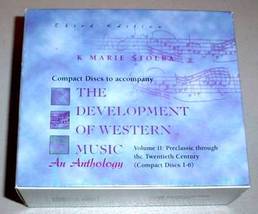 Third Edition
K MARIE STOLBA
Compact Discs to accompany
THE
DEVELOPMENT
OF WESTERN
MUSIC
An Anthology
Volume II: Preclassic through
the Twentieth Century
(Compact Discs 1-6)